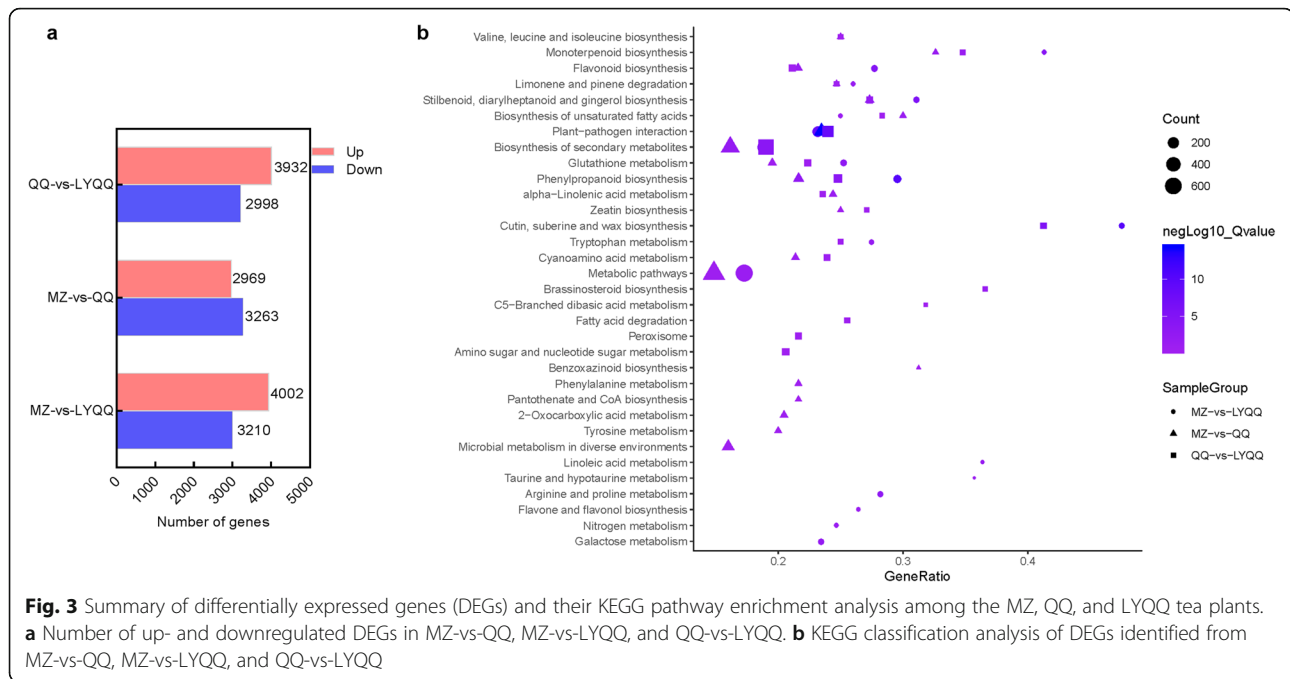 a
Up
Down
QQ-vs-LYQQ
3932
2998
MZ-vs-QQ
2969
3263
MZ-vs-LYQQ
4002
3210
0 1000 2000 3000 4000 5000
Number of genes
b
Valine, leucine and isoleucine biosynthesis
Monoterpenoid biosynthesis
Flavonoid biosynthesis
Limonene and pinene degradation
Stilbenoid, diarylheptanoid and gingerol biosynthesis
Biosynthesis of unsaturated fatty acids
Plant−pathogen interaction
Biosynthesis of secondary metabolites
Glutathione metabolism
Phenylpropanoid biosynthesis
alpha−Linolenic acid metabolism
Zeatin biosynthesis
Cutin, suberine and wax biosynthesis
Tryptophan metabolism
Cyanoamino acid metabolism
Metabolic pathways
Brassinosteroid biosynthesis
C5−Branched dibasic acid metabolism
Fatty acid degradation
Peroxisome
Amino sugar and nucleotide sugar metabolism
Benzoxazinoid biosynthesis
Phenylalanine metabolism
Pantothenate and CoA biosynthesis
2−Oxocarboxylic acid metabolism
Tyrosine metabolism
Microbial metabolism in diverse environments
Linoleic acid metabolism
Taurine and hypotaurine metabolism
Arginine and proline metabolism
Flavone and flavonol biosynthesis
Nitrogen metabolism
Galactose metabolism
0.2 0.3 0.4
GeneRatio
Count
200
400
600
negLog10_Qvalue
10
5
SampleGroup
MZ−vs−LYQQ
MZ−vs−QQ
QQ−vs−LYQQ
Fig. 3 Summary of differentially expressed genes (DEGs) and their KEGG pathway enrichment analysis among the MZ, QQ, and LYQQ tea plants.
a Number of up- and downregulated DEGs in MZ-vs-QQ, MZ-vs-LYQQ, and QQ-vs-LYQQ. b KEGG classification analysis of DEGs identified from
MZ-vs-QQ, MZ-vs-LYQQ, and QQ-vs-LYQQ